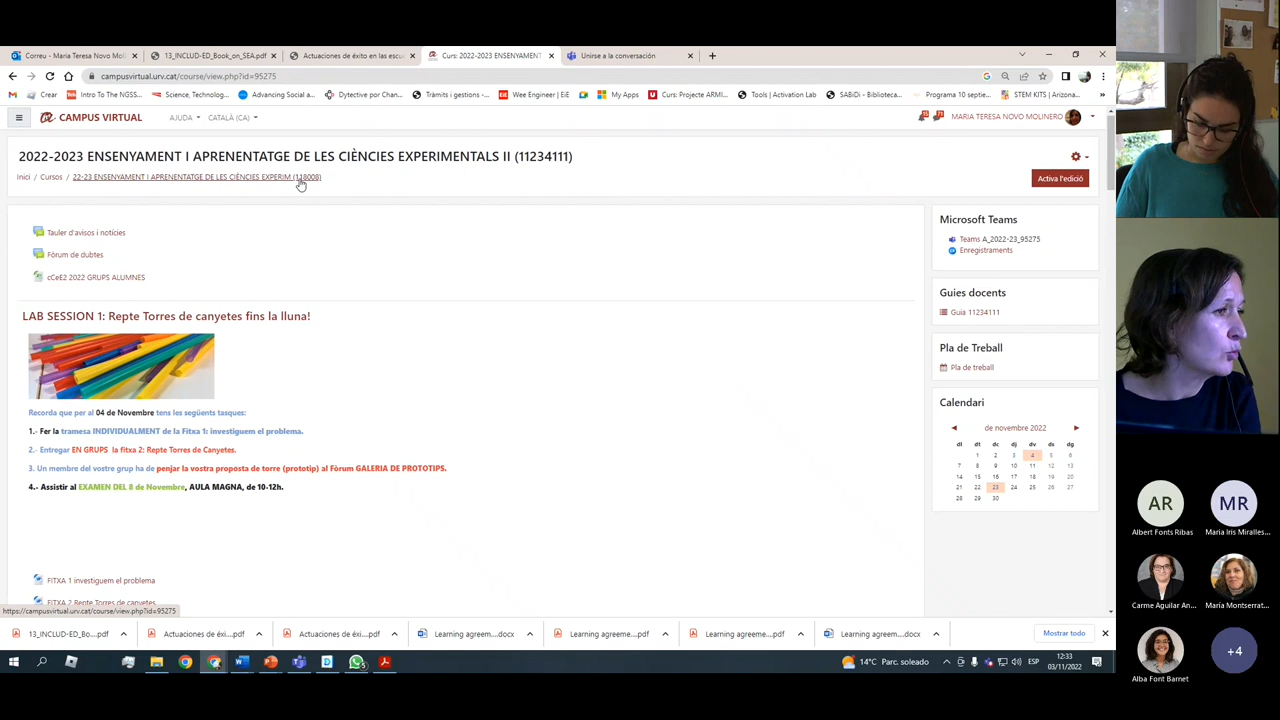 Correu - Maria Teresa Novo Moli
13_INCLUD-ED_Book_on_SEA.pdf
Actuaciones de éxito en las escu
Curs: 2022-2023 ENSENYAMENT
Unirse a la conversación
campusvirtual.urv.cat/course/view.php?id=95275
Crear
Intro To The NGSS...
Science, Technolog...
Advancing Social a...
Dytective por Chan...
Tràmits i gestions -...
Wee Engineer | EiE
My Apps
Curs: Projecte ARMI...
Tools | Activation Lab
SABiDi - Biblioteca...
Programa 10 septie...
STEM KITS | Arizona...
CAMPUS VIRTUAL
AJUDA
CATALÀ (CA)
MARIA TERESA NOVO MOLINERO
2022-2023 ENSENYAMENT I APRENENTATGE DE LES CIÈNCIES EXPERIMENTALS II (11234111)
Inici / Cursos / 22-23 ENSENYAMENT I APRENENTATGE DE LES CIÈNCIES EXPERIM (118008)
Activa l'edició
Tauler d'avisos i notícies
Fòrum de dubtes
cCeE2 2022 GRUPS ALUMNES
LAB SESSION 1: Repte Torres de canyetes fins la lluna!
Recorda que per al 04 de Novembre tens les següents tasques:
1.- Fer la tramesa INDIVIDUALMENT de la Fitxa 1: investiguem el problema.
2.- Entregar EN GRUPS la fitxa 2: Repte Torres de Canyetes.
3. Un membre del vostre grup ha de penjar la vostra proposta de torre (prototip) al Fòrum GALERIA DE PROTOTIPS.
4.- Assistir al EXAMEN DEL 8 de Novembre, AULA MAGNA, de 10-12h.
FITXA 1 investiguem el problema
FITXA 2 Repte Torres de canyetes
https://campusvirtual.urv.cat/course/view.php?id=95275
Microsoft Teams
Teams A_2022-23_95275
Enregistraments
Guies docents
Guia 11234111
Pla de Treball
Pla de treball
Calendari
de novembre 2022
dl dt dc dj dv ds dg
1 2 3 4 5 6
7 8 9 10 11 12 13
14 15 16 17 18 19 20
21 22 23 24 25 26 27
28 29 30
13_INCLUD-ED_Bo....pdf
Actuaciones de éxi....pdf
Actuaciones de éxi....pdf
Learning agreem....docx
Learning agreeme....pdf
Learning agreeme....pdf
Learning agreem....docx
Mostrar todo
14°C Parc. soleado
ESP
12:33
03/11/2022
AR
Albert Fonts Ribas
MR
Maria Iris Miralles...
Carme Aguilar An...
María Montserrat...
Alba Font Barnet
+4